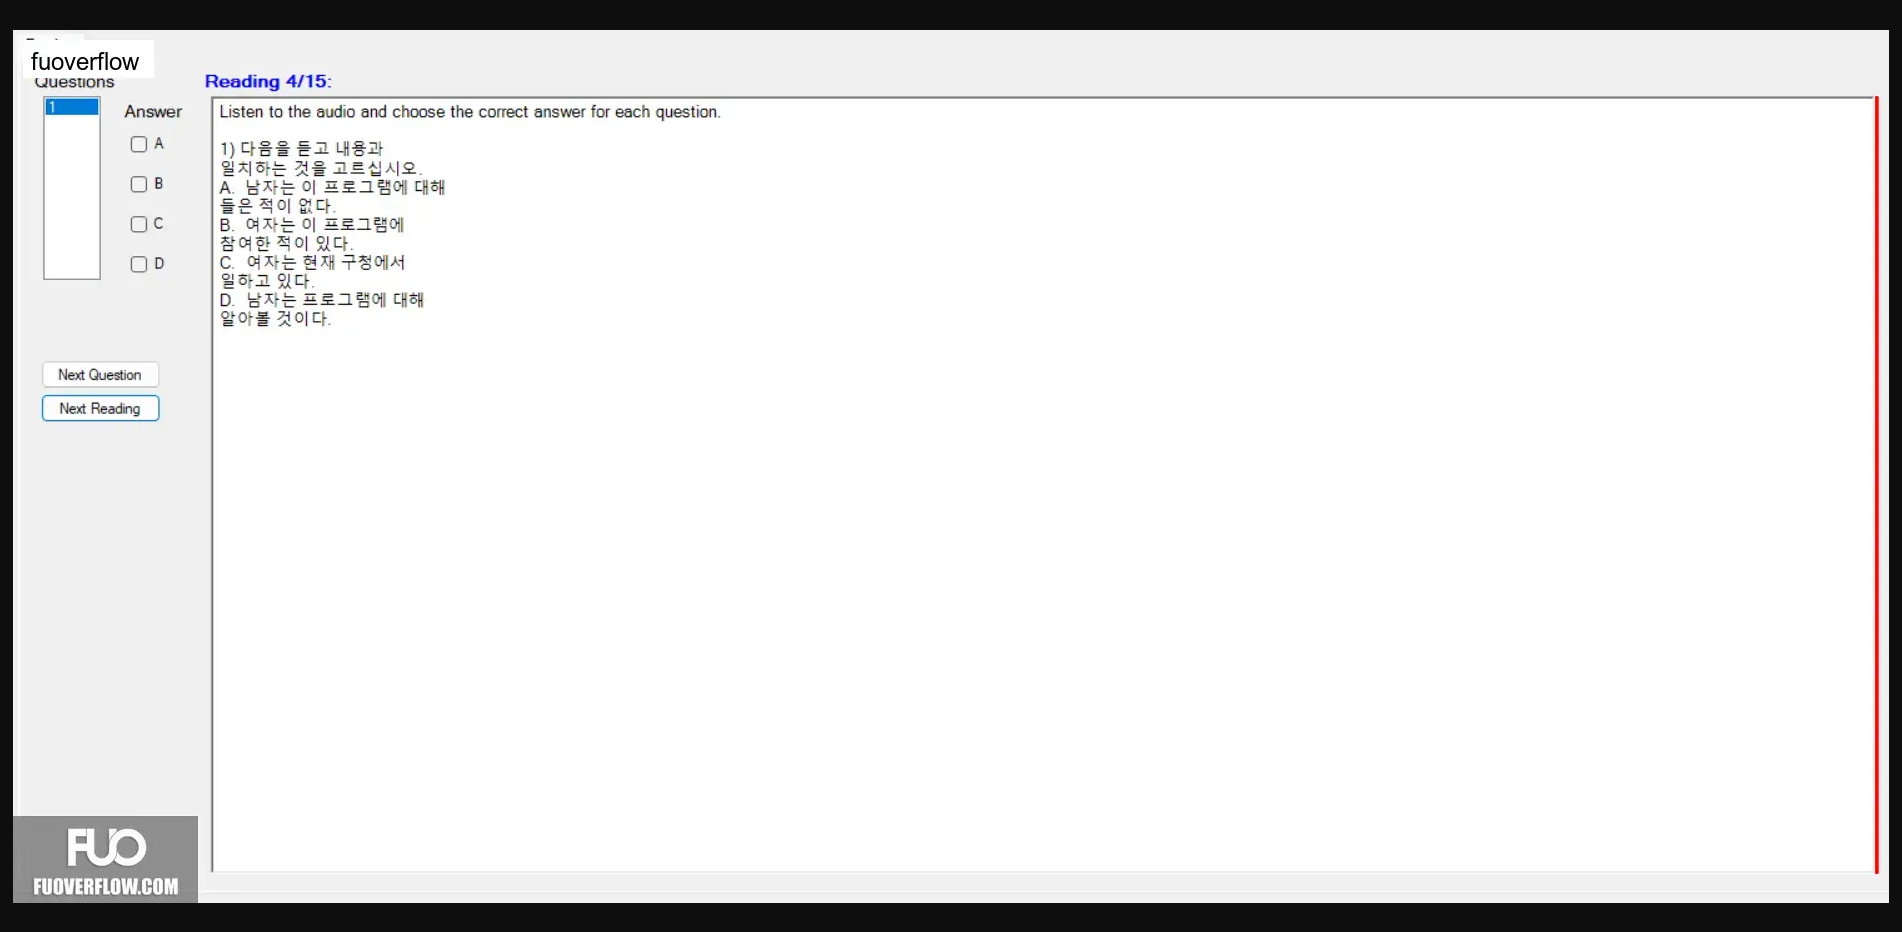 fuoverflow
Questions
Reading 4/15:
1
Answer
A
B
C
D
Next Question
Next Reading
Listen to the audio and choose the correct answer for each question.
1) 다음을 듣고 내용과
일치하는 것을 고르십시오.
A. 남자는 이 프로그램에 대해
들은 적이 없다.
B. 여자는 이 프로그램에
참여한 적이 있다.
C. 여자는 현재 구청에서
일하고 있다.
D. 남자는 프로그램에 대해
알아볼 것이다.
FUO
FUOVERFLOW.COM